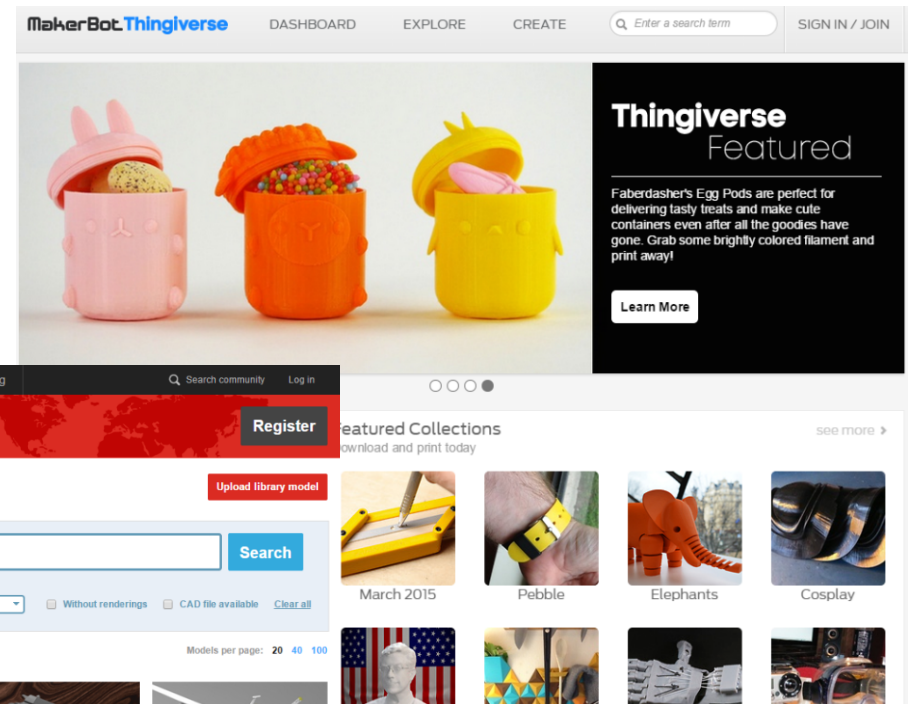 MakerBot.Thingiverse
DASHBOARD
EXPLORE
CREATE
Enter a search term
SIGN IN / JOIN
Thingiverse
Featured
Faberdasher's Egg Pods are perfect for
delivering tasty treats and make cute
containers even after all the goodies have
gone. Grab some brightly colored filament and
print away!
Learn More
g
Search community
Log in
Register
Upload library model
Search
Without renderings
CAD file available
Clear all
Models per page: 20 40 100
Featured Collections
see more
ownload and print today
March 2015
Pebble
Elephants
Cosplay